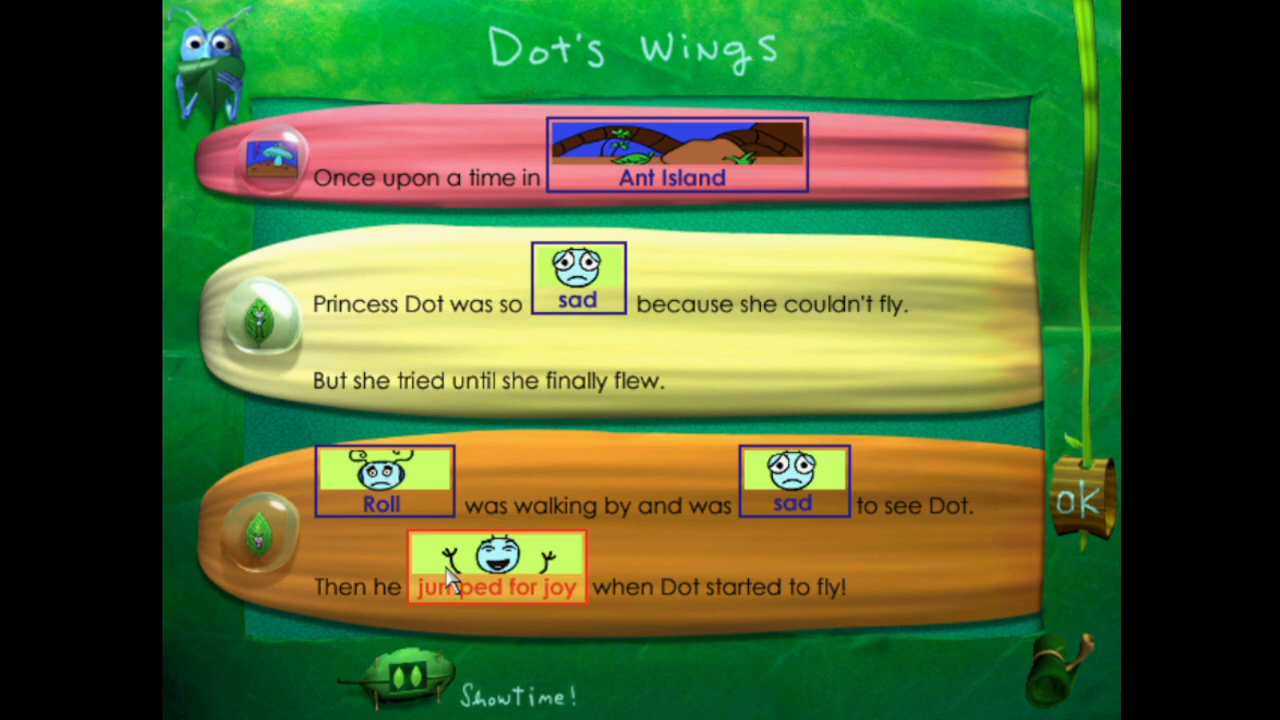 Dot's Wings
Once upon a time in Ant Island
Princess Dot was so sad because she couldn't fly.
But she tried until she finally flew.
Roll was walking by and was sad to see Dot.
Then he jumped for joy when Dot started to fly!
ok
Showtime!